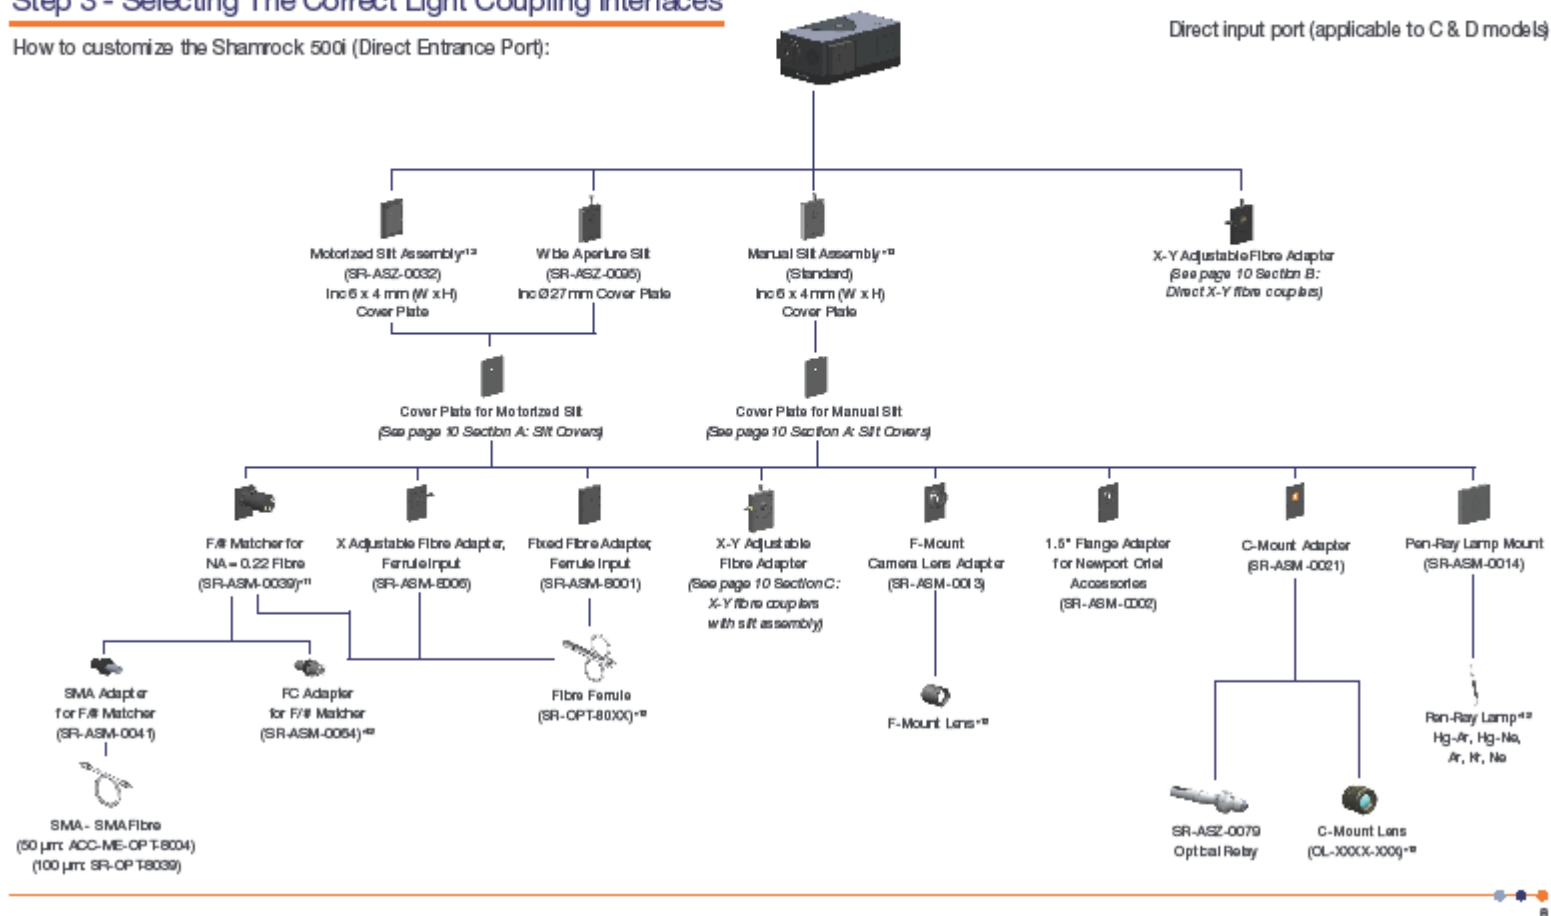 Step 3 - Selecting The Correct Light Coupling Interfaces
How to customize the Shamrock 500i (Direct Entrance Port):
Direct input port (applicable to C & D models)
Motorized Slit Assembly
(SR-ASZ-0032)
Inc 6 x 4 mm (W x H)
Cover Plate
Wide Aperture Slit
(SR-ASZ-0095)
Inc Ø27mm Cover Plate
Manual Slit Assembly
(Standard)
Inc 6 x 4 mm (W x H)
Cover Plate
X-Y Adjustable Fibre Adapter
(See page 10 Section B:
Direct X-Y fibre couplers)
Cover Plate for Motorized Slit
(See page 10 Section A: Slit Covers)
Cover Plate for Manual Slit
(See page 10 Section A: Slit Covers)
F/# Matcher for
NA = 0.22 Fibre
(SR-ASM-0039)
X Adjustable Fibre Adapter,
Ferrule Input
(SR-ASM-8006)
Fixed Fibre Adapter,
Ferrule Input
(SR-ASM-8001)
X-Y Adjustable
Fibre Adapter
(See page 10 Section C:
X-Y fibre couplers
with slit assembly)
F-Mount
Camera Lens Adapter
(SR-ASM-0013)
1.5" Flange Adapter
for Newport Oriel
Accessories
(SR-ASM-0002)
C-Mount Adapter
(SR-ASM-0021)
Pen-Ray Lamp Mount
(SR-ASM-0014)
SMA Adapter
for F/# Matcher
(SR-ASM-0041)
FC Adapter
for F/# Matcher
(SR-ASM-0064)
Fibre Ferrule
(SR-OPT-80XX)
F-Mount Lens
Pen-Ray Lamp
Hg-Ar, Hg-Ne,
Ar, Kr, Ne
SMA - SMA Fibre
(50 µm: ACC-ME-OPT-8004)
(100 µm: SR-OPT-8039)
SR-ASZ-0079
Optical Relay
C-Mount Lens
(OL-XXXX-XXX)